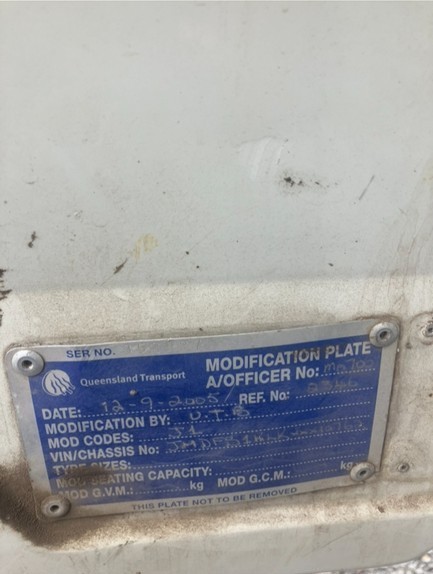 SER NO.
MODIFICATION PLATE
Queensland Transport
A/OFFICER No:
DATE: 12-9-2005 REF. No:
MODIFICATION BY: U.T.B
MOD CODES: J1
VIN/CHASSIS No:
TYRE SIZES:
MOD SEATING CAPACITY: kg
MOD G.V.M.: kg MOD G.C.M.:
THIS PLATE NOT TO BE REMOVED